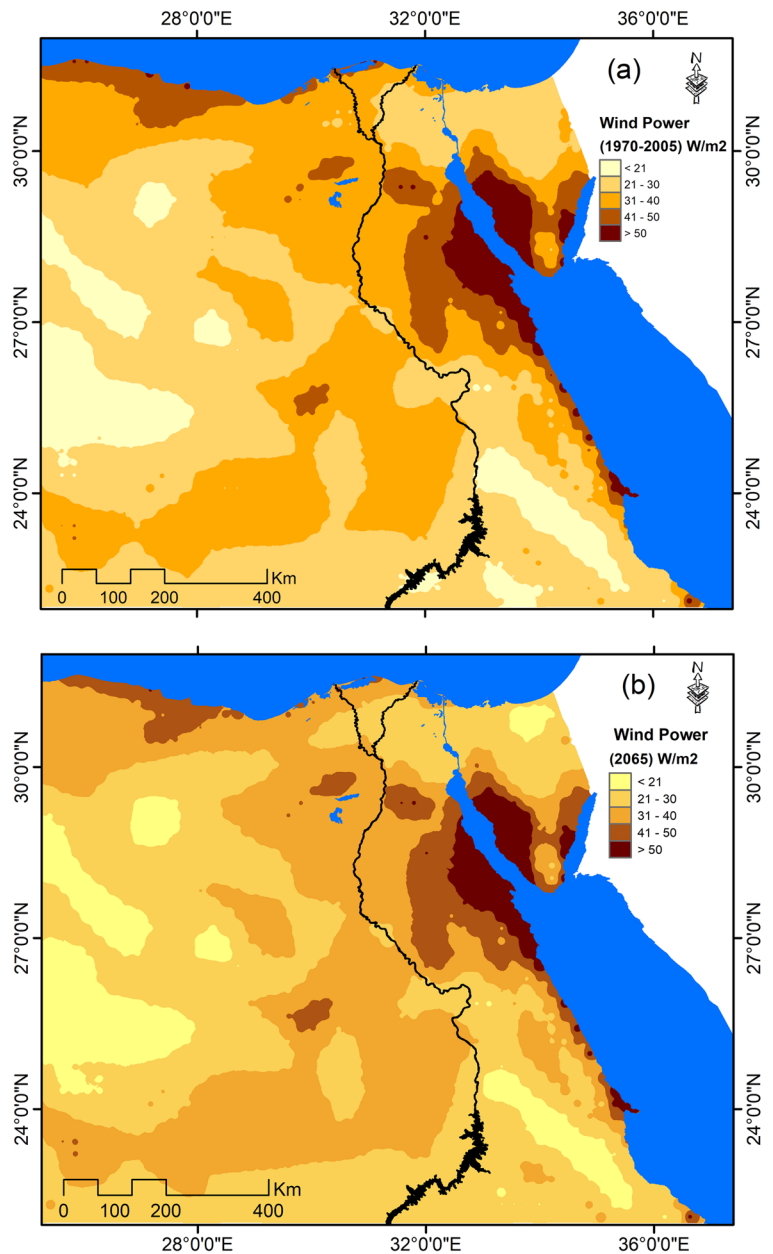 28°0'0"E 32°0'0"E 36°0'0"E
(a)
N
Wind Power
(1970-2005) W/m2
< 21
21 - 30
31 - 40
41 - 50
> 50
30°0'0"N
30°0'0"N
27°0'0"N
27°0'0"N
24°0'0"N
24°0'0"N
Km
0 100 200 400
(b)
N
Wind Power
(2065) W/m2
< 21
21 - 30
31 - 40
41 - 50
> 50
30°0'0"N
30°0'0"N
27°0'0"N
27°0'0"N
24°0'0"N
24°0'0"N
Km
0 100 200 400
28°0'0"E 32°0'0"E 36°0'0"E